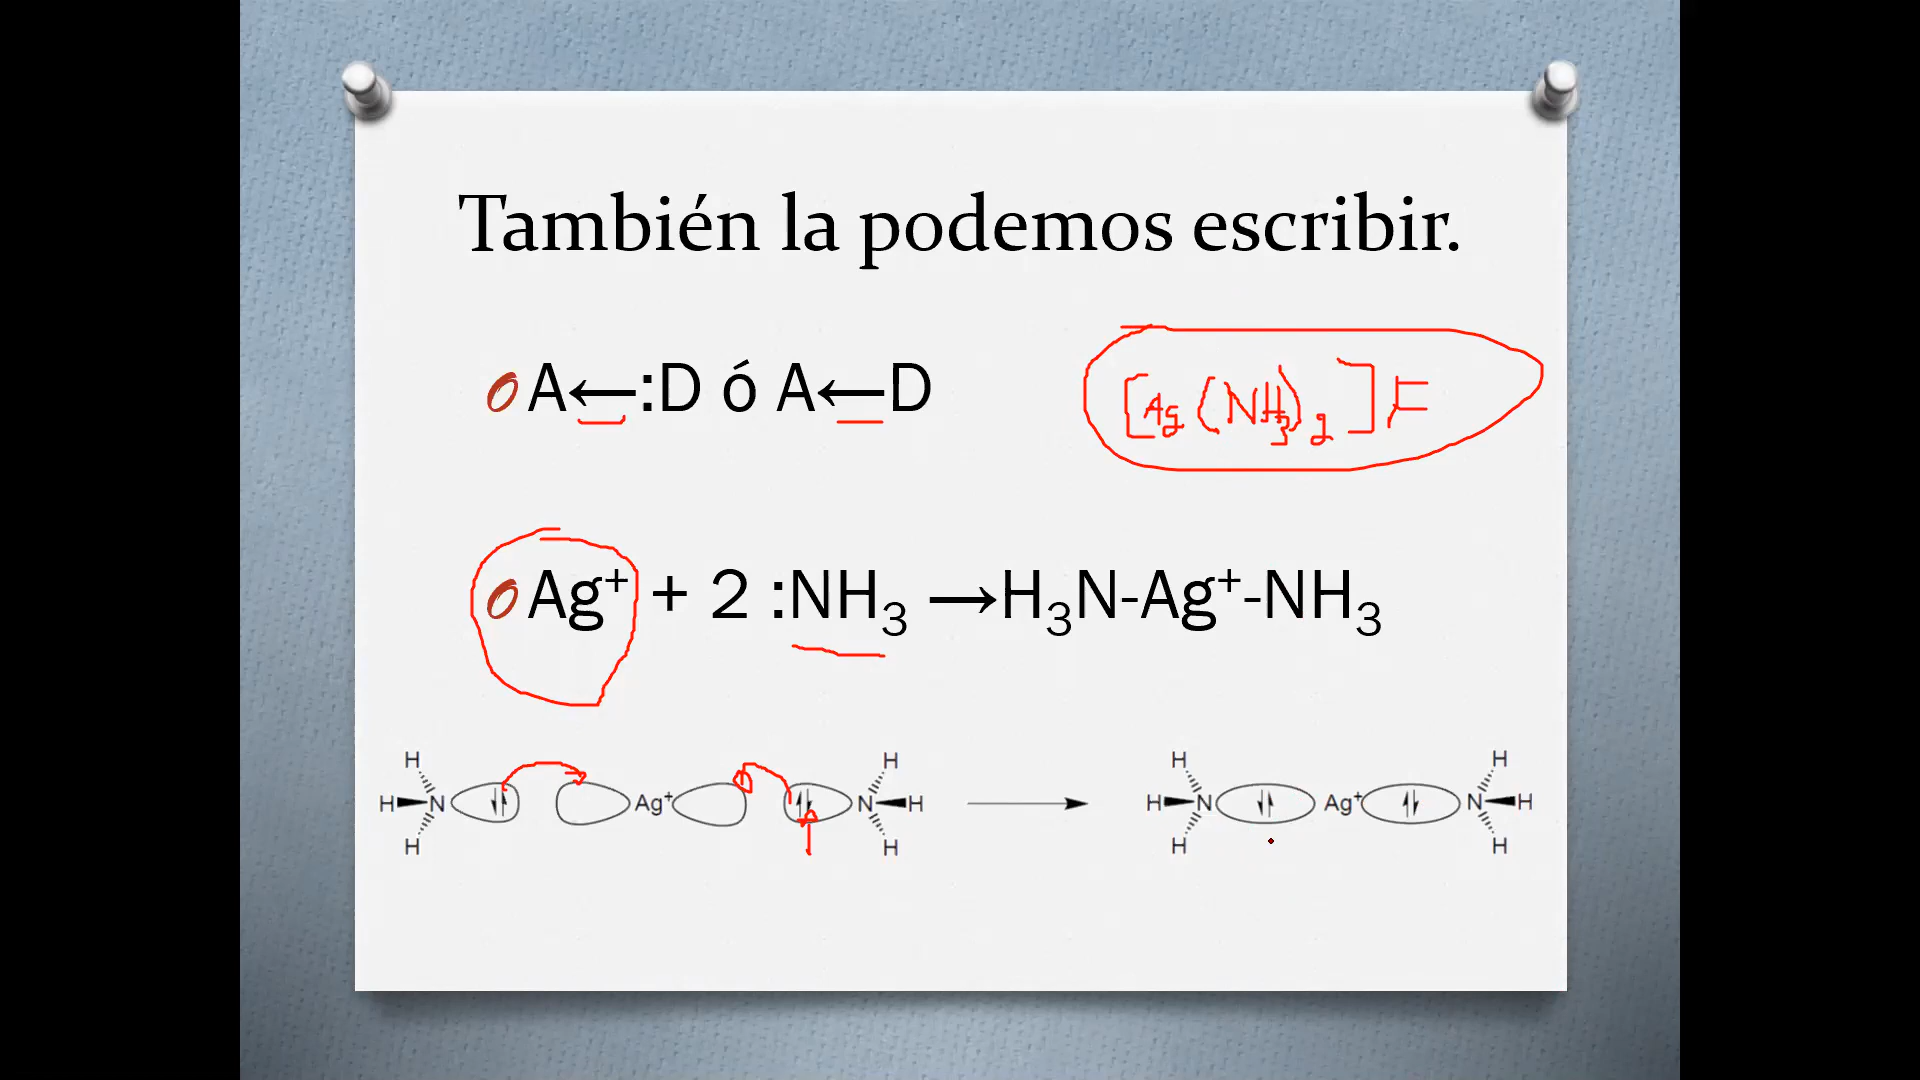 También la podemos escribir.
A←:D ó A←D
[Ag(NH3)2]F
Ag⁺ + 2 :NH₃ →H₃N-Ag⁺-NH₃
H H H H
H N Ag⁺ N H H N Ag⁺ N H
H H H H